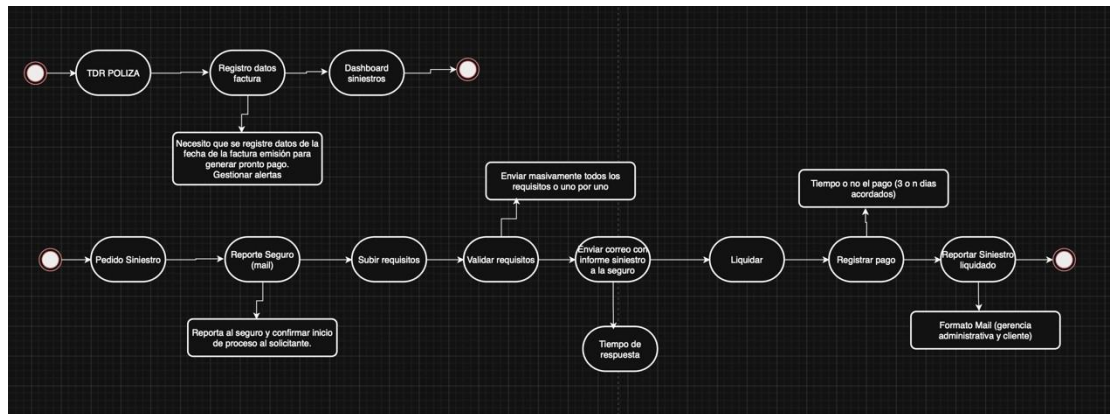 TDR POLIZA
Registro datos
factura
Dashboard
siniestros
Necesito que se registre datos de la
fecha de la factura emisión para
generar pronto pago.
Gestionar alertas
Enviar masivamente todos los
requisitos o uno por uno
Tiempo o no el pago (3 o n dias
acordados)
Pedido Siniestro
Reporte Seguro
(mail)
Subir requisitos
Validar requisitos
Enviar correo con
informe siniestro
a la seguro
Liquidar
Registrar pago
Reportar Siniestro
liquidado
Reporta al seguro y confirmar inicio
de proceso al solicitante.
Tiempo de
respuesta
Formato Mail (gerencia
administrativa y cliente)